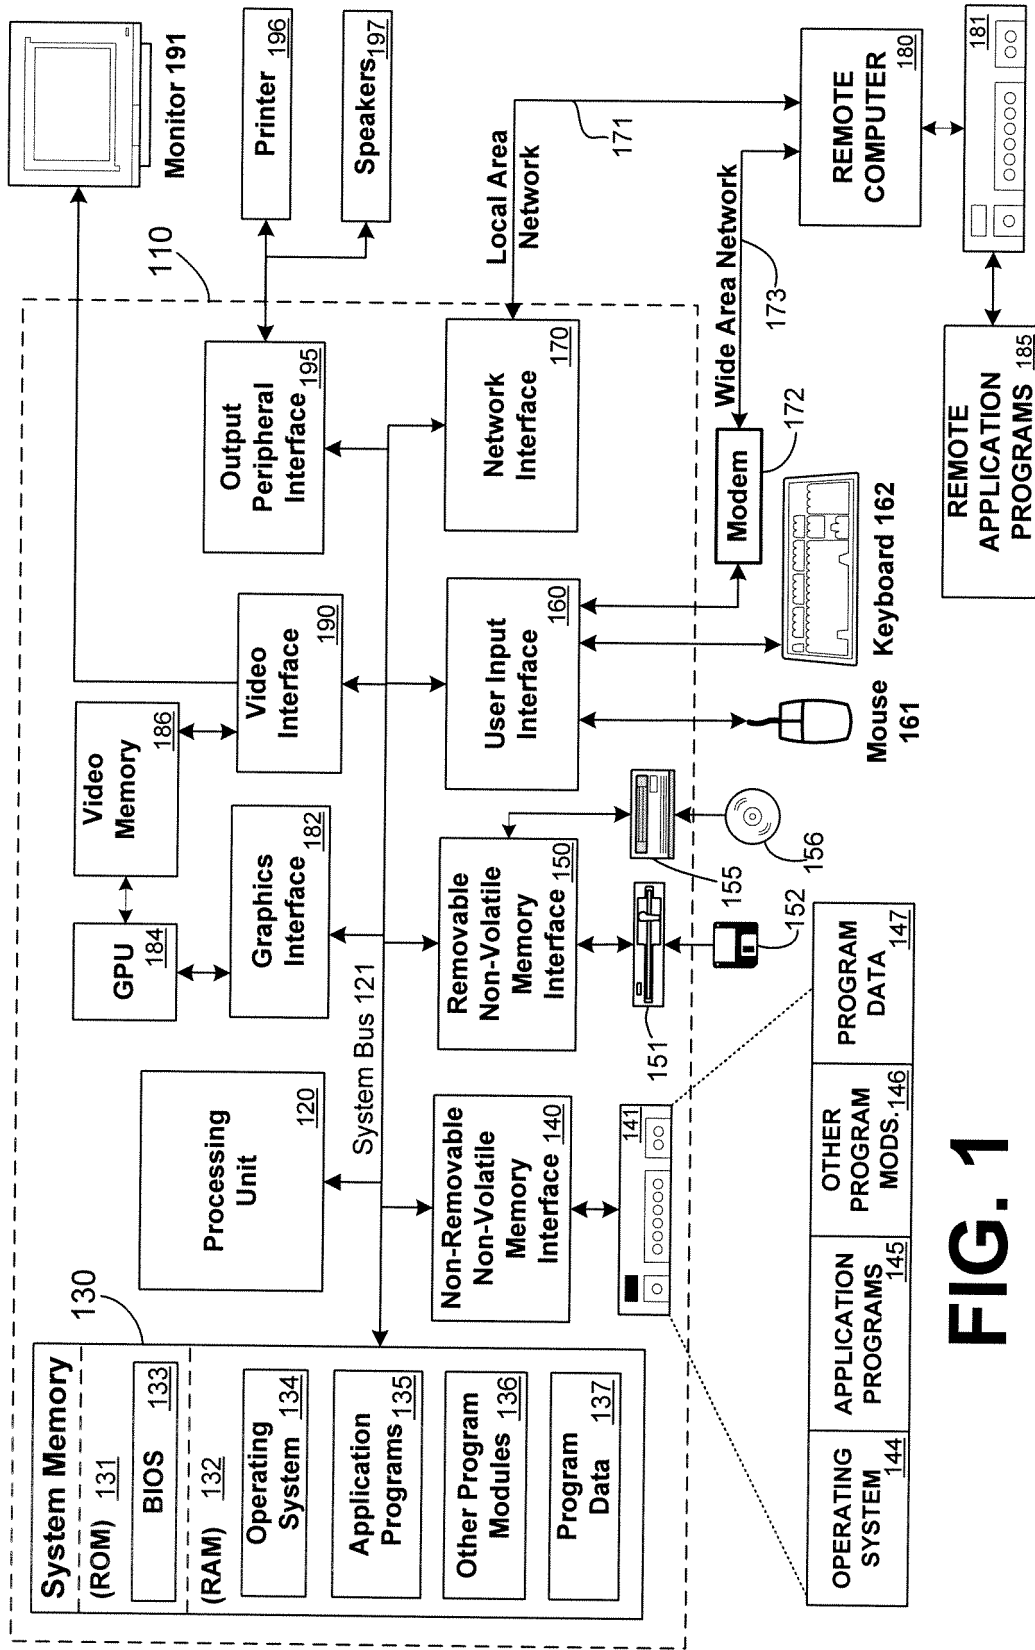 System Memory
130
(ROM) 131
BIOS 133
(RAM) 132
Operating
System 134
Application
Programs 135
Other Program
Modules 136
Program
Data 137
Processing
Unit 120
System Bus 121
GPU
184
Video
Memory 186
Graphics
Interface 182
Video
Interface 190
Output
Peripheral
Interface 195
110
Monitor 191
Printer 196
Speakers 197
Non-Removable
Non-Volatile
Memory
Interface 140
Removable
Non-Volatile
Memory
Interface 150
User Input
Interface 160
Network
Interface 170
Local Area
Network
171
141
151
152
155
156
Mouse
161
Keyboard 162
Modem
172
Wide Area Network
173
REMOTE
COMPUTER 180
181
REMOTE
APPLICATION
PROGRAMS 185
OPERATING
SYSTEM 144
APPLICATION
PROGRAMS 145
OTHER
PROGRAM
MODS. 146
PROGRAM
DATA 147
FIG. 1